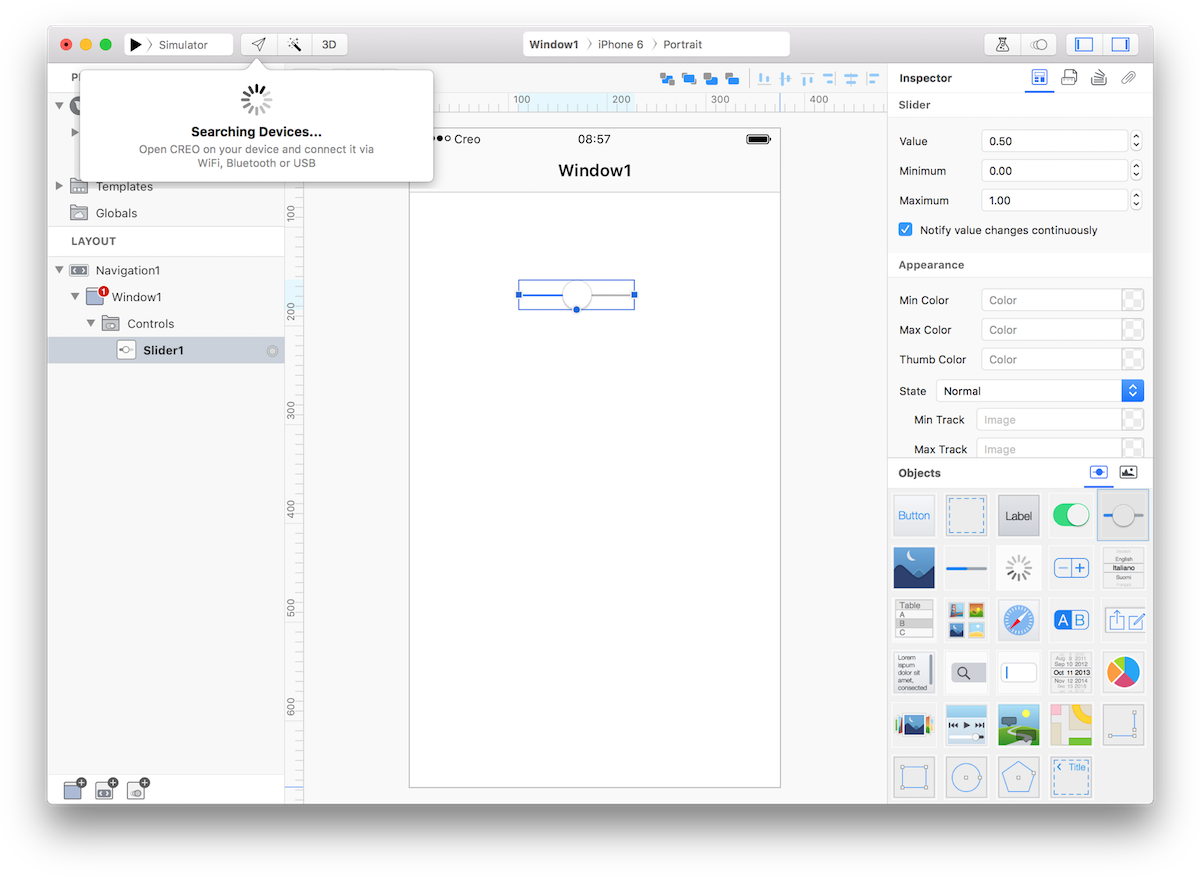 Simulator
3D
Window1 iPhone 6 Portrait
Searching Devices...
Open CREO on your device and connect it via
WiFi, Bluetooth or USB
Templates
Globals
LAYOUT
Navigation1
1
Window1
Controls
Slider1
100 200 300 400
100
200
300
400
500
600
Creo 08:57
Window1
Inspector
Slider
Value 0.50
Minimum 0.00
Maximum 1.00
Notify value changes continuously
Appearance
Min Color Color
Max Color Color
Thumb Color Color
State Normal
Min Track Image
Max Track Image
Objects
Button
Label
English
Italiano
Suomi
Table
A
B
C
A B
Lorem
ipsum
dolor sit
amet,
consected
Aug 9 2011
Sep 10 2012
Oct 11 2013
Nov 12 2014
Dec 13 2015
Title